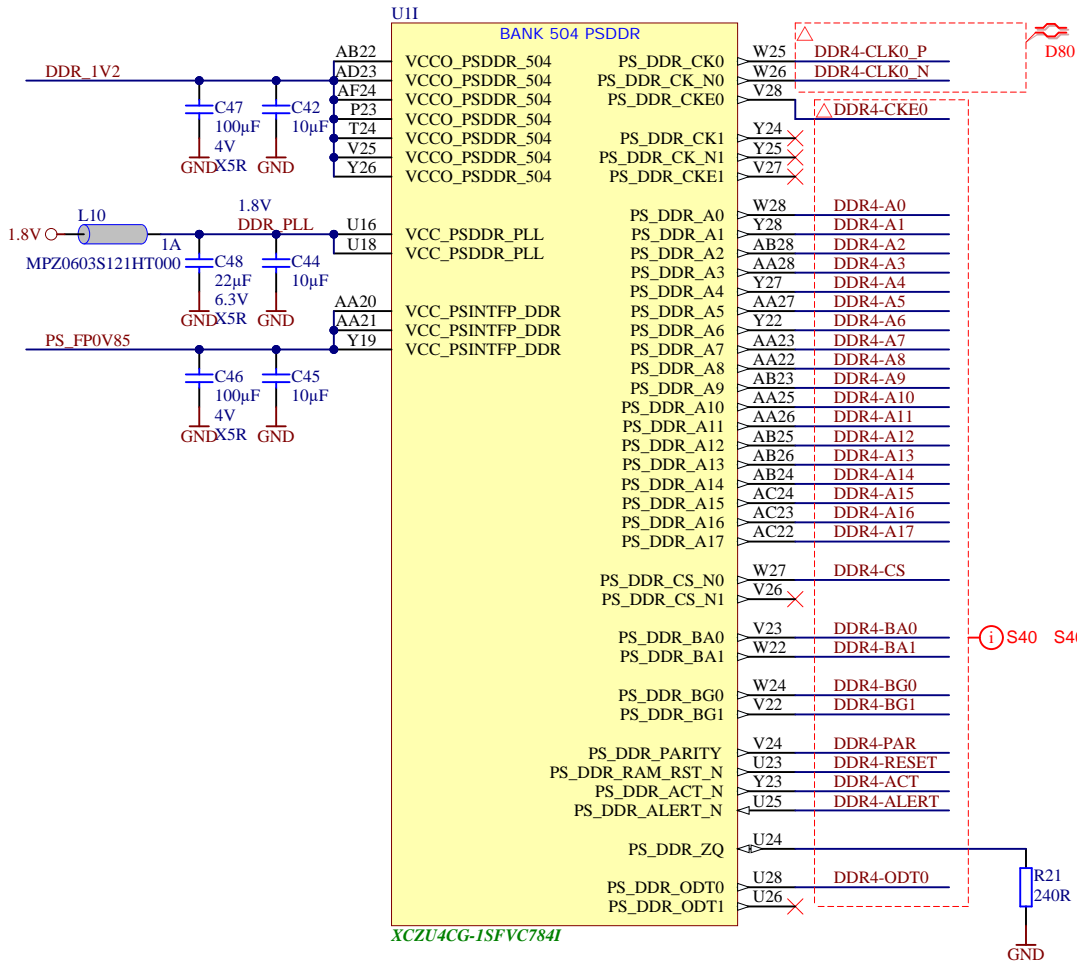 U1I
BANK 504 PSDDR
DDR_1V2
AB22 VCCO_PSDDR_504
AD23 VCCO_PSDDR_504
AF24 VCCO_PSDDR_504
P23 VCCO_PSDDR_504
T24 VCCO_PSDDR_504
V25 VCCO_PSDDR_504
Y26 VCCO_PSDDR_504
C47
100µF
4V
X5R
GND
C42
10µF
GND
1.8V
L10
1A
MPZ0603S121HT000
1.8V
DDR_PLL
U16 VCC_PSDDR_PLL
U18 VCC_PSDDR_PLL
C48
22µF
6.3V
X5R
GND
C44
10µF
GND
PS_FP0V85
AA20 VCC_PSINTFP_DDR
AA21 VCC_PSINTFP_DDR
Y19 VCC_PSINTFP_DDR
C46
100µF
4V
X5R
GND
C45
10µF
GND
PS_DDR_CK0 W25 DDR4-CLK0_P
PS_DDR_CK_N0 W26 DDR4-CLK0_N
PS_DDR_CKE0 V28 DDR4-CKE0
D80
PS_DDR_CK1 Y24
PS_DDR_CK_N1 Y25
PS_DDR_CKE1 V27
PS_DDR_A0 W28 DDR4-A0
PS_DDR_A1 Y28 DDR4-A1
PS_DDR_A2 AB28 DDR4-A2
PS_DDR_A3 AA28 DDR4-A3
PS_DDR_A4 Y27 DDR4-A4
PS_DDR_A5 AA27 DDR4-A5
PS_DDR_A6 Y22 DDR4-A6
PS_DDR_A7 AA23 DDR4-A7
PS_DDR_A8 AA22 DDR4-A8
PS_DDR_A9 AB23 DDR4-A9
PS_DDR_A10 AA25 DDR4-A10
PS_DDR_A11 AA26 DDR4-A11
PS_DDR_A12 AB25 DDR4-A12
PS_DDR_A13 AB26 DDR4-A13
PS_DDR_A14 AB24 DDR4-A14
PS_DDR_A15 AC24 DDR4-A15
PS_DDR_A16 AC23 DDR4-A16
PS_DDR_A17 AC22 DDR4-A17
PS_DDR_CS_N0 W27 DDR4-CS
PS_DDR_CS_N1 V26
PS_DDR_BA0 V23 DDR4-BA0
PS_DDR_BA1 W22 DDR4-BA1
i S40
PS_DDR_BG0 W24 DDR4-BG0
PS_DDR_BG1 V22 DDR4-BG1
PS_DDR_PARITY V24 DDR4-PAR
PS_DDR_RAM_RST_N U23 DDR4-RESET
PS_DDR_ACT_N Y23 DDR4-ACT
PS_DDR_ALERT_N U25 DDR4-ALERT
PS_DDR_ZQ U24
PS_DDR_ODT0 U28 DDR4-ODT0
PS_DDR_ODT1 U26
R21
240R
GND
XCZU4CG-1SFVC784I